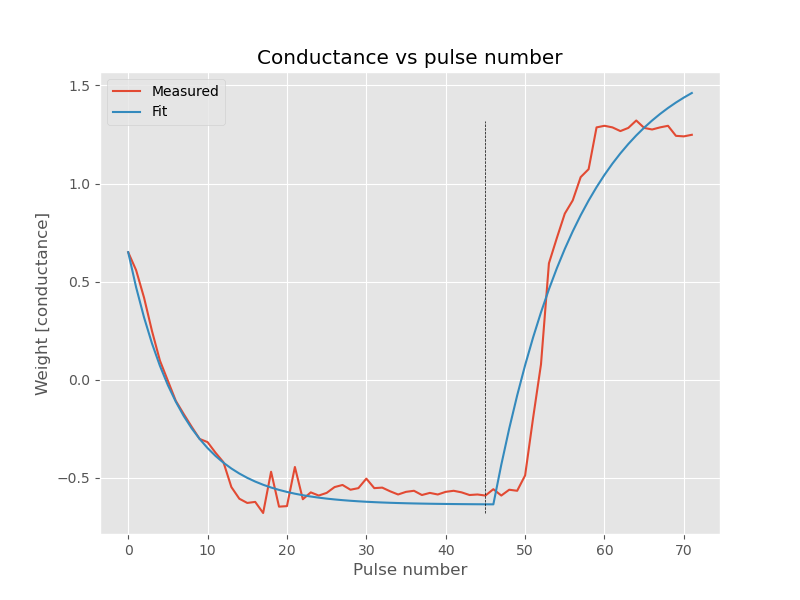 Conductance vs pulse number
Measured
Fit
1.5
1.0
0.5
0.0
−0.5
Weight [conductance]
0
10
20
30
40
50
60
70
Pulse number